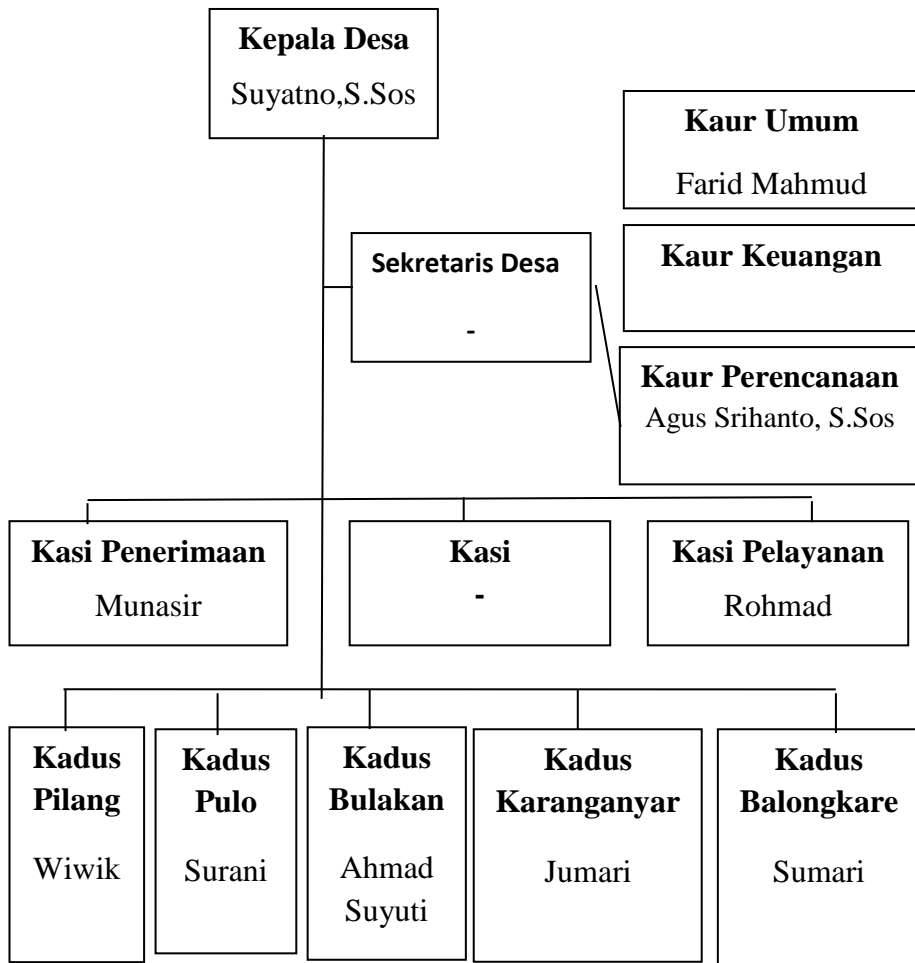 Kepala Desa
Suyatno,S.Sos
Kaur Umum
Farid Mahmud
Sekretaris Desa
-
Kaur Keuangan
Kaur Perencanaan
Agus Srihanto, S.Sos
Kasi Penerimaan
Munasir
Kasi
-
Kasi Pelayanan
Rohmad
Kadus
Pilang
Wiwik
Kadus
Pulo
Surani
Kadus
Bulakan
Ahmad
Suyuti
Kadus
Karanganyar
Jumari
Kadus
Balongkare
Sumari